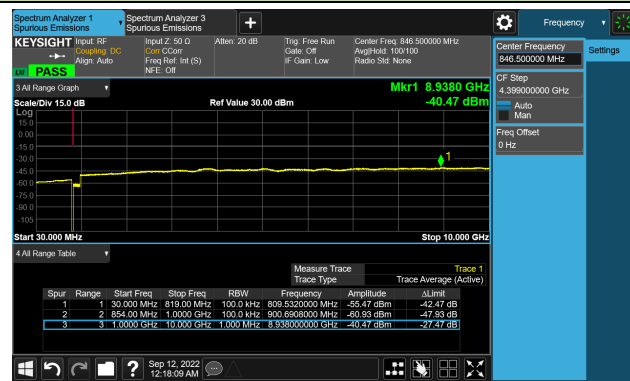 Spectrum Analyzer 1
Spurious Emissions
Spectrum Analyzer 3
Spurious Emissions
Frequency
KEYSIGHT
Input: RF
Coupling: DC
Align: Auto
Input Z: 50 Ω
Corr CCorr
Freq Ref: Int (S)
NFE: Off
Atten: 20 dB
Trig: Free Run
Gate: Off
IF Gain: Low
Center Freq: 846.500000 MHz
Avg|Hold: 100/100
Radio Std: None
LXI PASS
Center Frequency
846.500000 MHz
Settings
CF Step
4.399000000 GHz
Auto
Man
Freq Offset
0 Hz
3 All Range Graph
Mkr1 8.9380 GHz
Scale/Div 15.0 dB
Ref Value 30.00 dBm
-40.47 dBm
Log
15.0
0.00
-15.0
-30.0
-45.0
-60.0
-75.0
-90.0
-105
1
Start 30.000 MHz
Stop 10.000 GHz
4 All Range Table
Measure Trace Trace 1
Trace Type Trace Average (Active)
Spur Range Start Freq Stop Freq RBW Frequency Amplitude ΔLimit
1 1 30.000 MHz 819.00 MHz 100.0 kHz 809.5320000 MHz -55.47 dBm -42.47 dB
2 2 854.00 MHz 1.0000 GHz 100.0 kHz 900.6908000 MHz -60.93 dBm -47.93 dB
3 3 1.0000 GHz 10.000 GHz 1.000 MHz 8.938000000 GHz -40.47 dBm -27.47 dB
Sep 12, 2022
12:18:09 AM